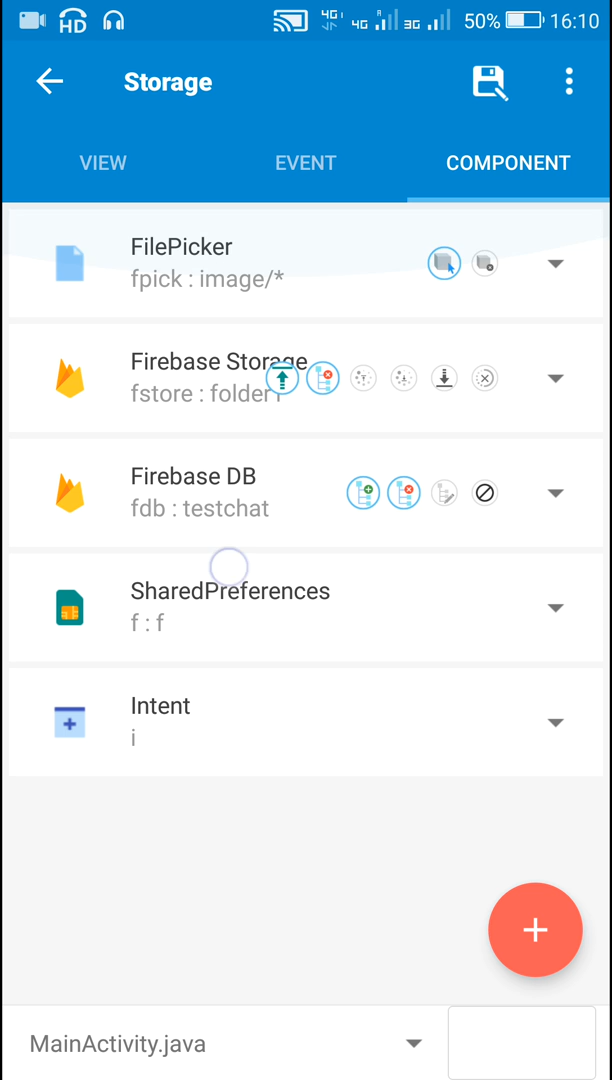 HD 4G 4G R 3G 50% 16:10
Storage
VIEW EVENT COMPONENT
FilePicker
fpick : image/*
Firebase Storage
fstore : folder1
Firebase DB
fdb : testchat
SharedPreferences
f : f
Intent
i
MainActivity.java